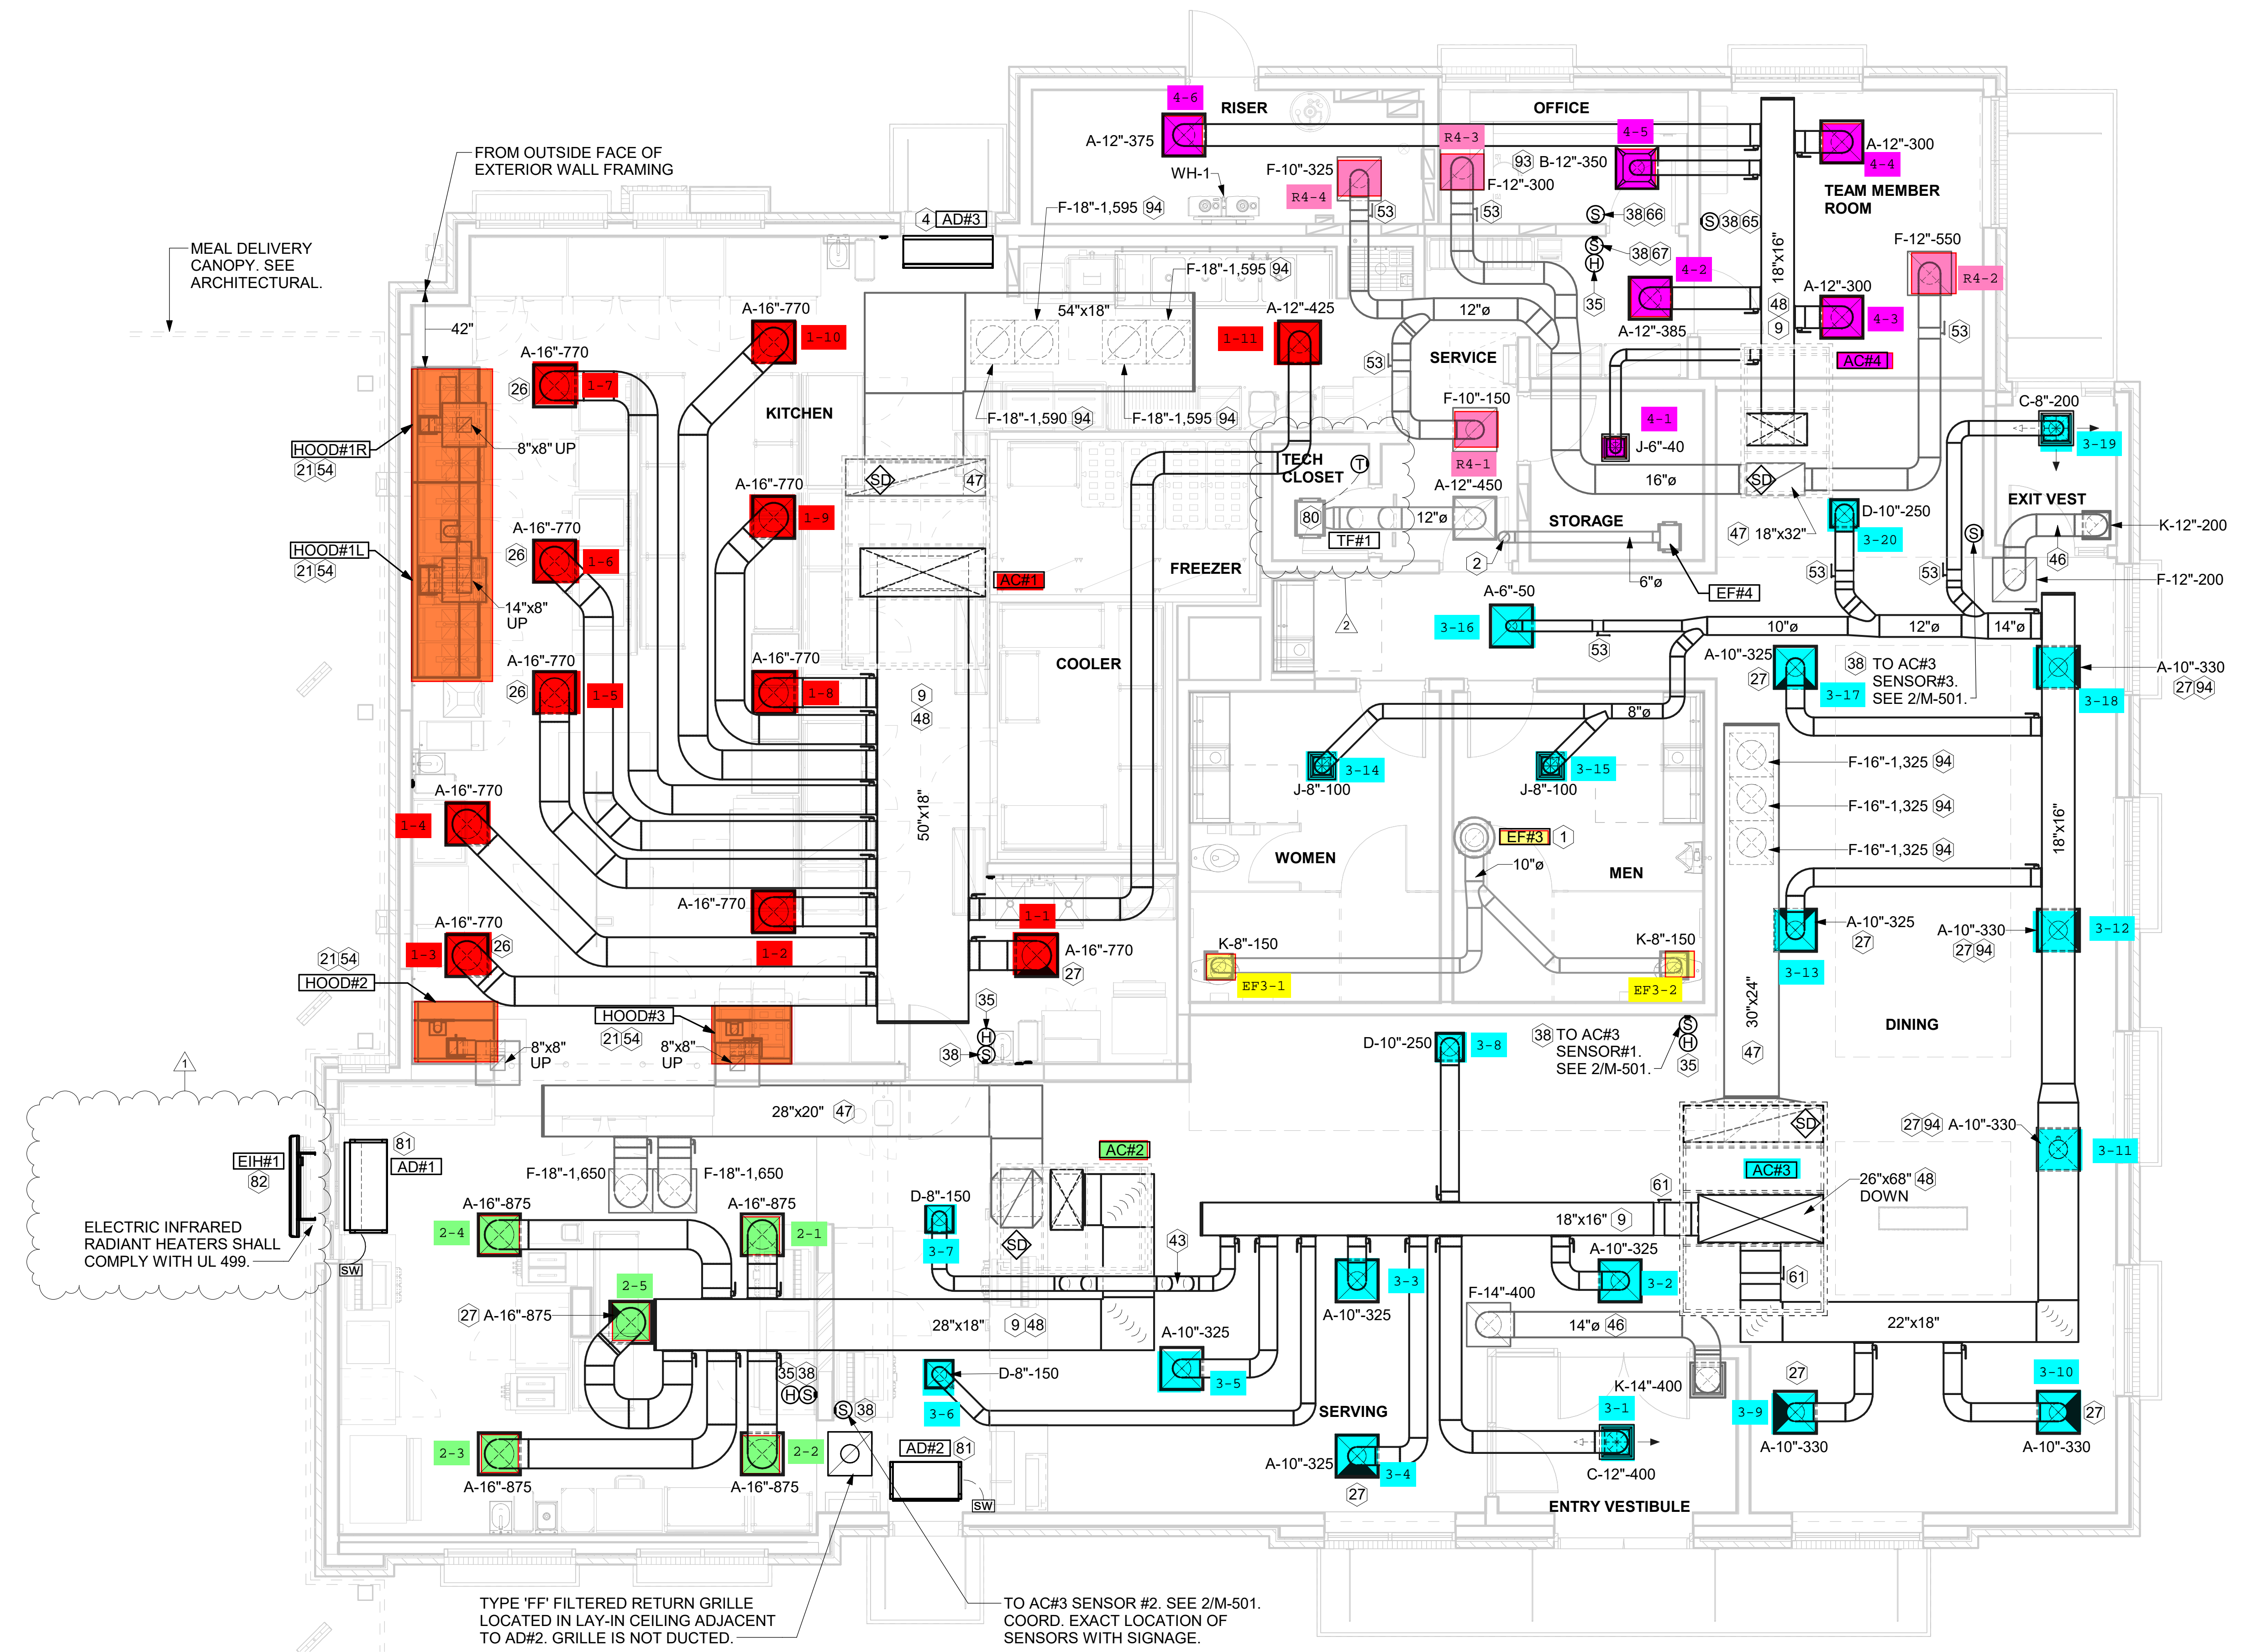 4-6
RISER
OFFICE
A-12"-375
R4-3
4-5
A-12"-300
4-4
FROM OUTSIDE FACE OF
EXTERIOR WALL FRAMING
WH-1
F-10"-325
R4-4
93 B-12"-350
F-12"-300
TEAM MEMBER
ROOM
F-18"-1,595 94
53
53
38 66
38 65
S
S
4 AD#3
MEAL DELIVERY
CANOPY. SEE
ARCHITECTURAL.
F-12"-550
S
H
38 67
35
4-2
18"x16"
R4-2
F-18"-1,595 94
42"
A-16"-770
1-10
54"x18"
A-12"-425
1-11
12"ø
A-12"-385
48
9
A-12"-300
4-3
53
A-16"-770
26
1-7
SERVICE
53
AC#4
KITCHEN
F-18"-1,590 94
F-18"-1,595 94
F-10"-150
4-1
C-8"-200
3-19
HOOD#1R
21 54
8"x8" UP
TECH
CLOSET
T
R4-1
J-6"-40
SD
47
16"ø
SD
A-16"-770
1-9
A-12"-450
EXIT VEST
80
12"ø
STORAGE
47 18"x32"
D-10"-250
3-20
K-12"-200
HOOD#1L
21 54
A-16"-770
26
1-6
TF#1
S
46
2
AC#1
FREEZER
6"ø
EF#4
53
53
F-12"-200
14"x8"
UP
2
A-6"-50
3-16
10"ø
12"ø
14"ø
53
A-16"-770
26
1-5
A-16"-770
1-8
COOLER
A-10"-325
27
3-17
38 TO AC#3
SENSOR#3.
SEE 2/M-501.
A-10"-330
27 94
3-18
9
48
8"ø
3-14
J-8"-100
3-15
J-8"-100
F-16"-1,325 94
A-16"-770
1-4
F-16"-1,325 94
50"x18"
18"x16"
EF#3 1
F-16"-1,325 94
WOMEN
10"ø
MEN
A-16"-770
1-2
1-1
A-16"-770
27
A-16"-770
1-3
26
A-10"-325
27
3-13
A-10"-330
27 94
3-12
K-8"-150
EF3-1
K-8"-150
EF3-2
21 54
HOOD#2
HOOD#3
21 54
35
H
S
38
30"x24"
DINING
8"x8"
UP
8"x8"
UP
D-10"-250
3-8
38 TO AC#3
SENSOR#1.
SEE 2/M-501.
S
H
35
47
1
28"x20" 47
27 94 A-10"-330
3-11
SD
81
AD#1
EIH#1
82
AC#2
AC#3
F-18"-1,650
F-18"-1,650
26"x68" 48
DOWN
61
A-16"-875
2-4
A-16"-875
2-1
D-8"-150
3-7
18"x16" 9
ELECTRIC INFRARED
RADIANT HEATERS SHALL
COMPLY WITH UL 499.
SD
43
SW
2-5
3-3
A-10"-325
A-10"-325
3-2
61
27 A-16"-875
F-14"-400
28"x18"
9 48
A-10"-325
3-5
14"ø 46
22"x18"
35 38
H S
D-8"-150
3-6
K-14"-400
27
3-10
S 38
SERVING
3-1
3-9
27
2-3
A-16"-875
2-2
A-16"-875
AD#2 81
A-10"-325
3-4
27
C-12"-400
A-10"-330
A-10"-330
SW
ENTRY VESTIBULE
TYPE 'FF' FILTERED RETURN GRILLE
LOCATED IN LAY-IN CEILING ADJACENT
TO AD#2. GRILLE IS NOT DUCTED.
TO AC#3 SENSOR #2. SEE 2/M-501.
COORD. EXACT LOCATION OF
SENSORS WITH SIGNAGE.